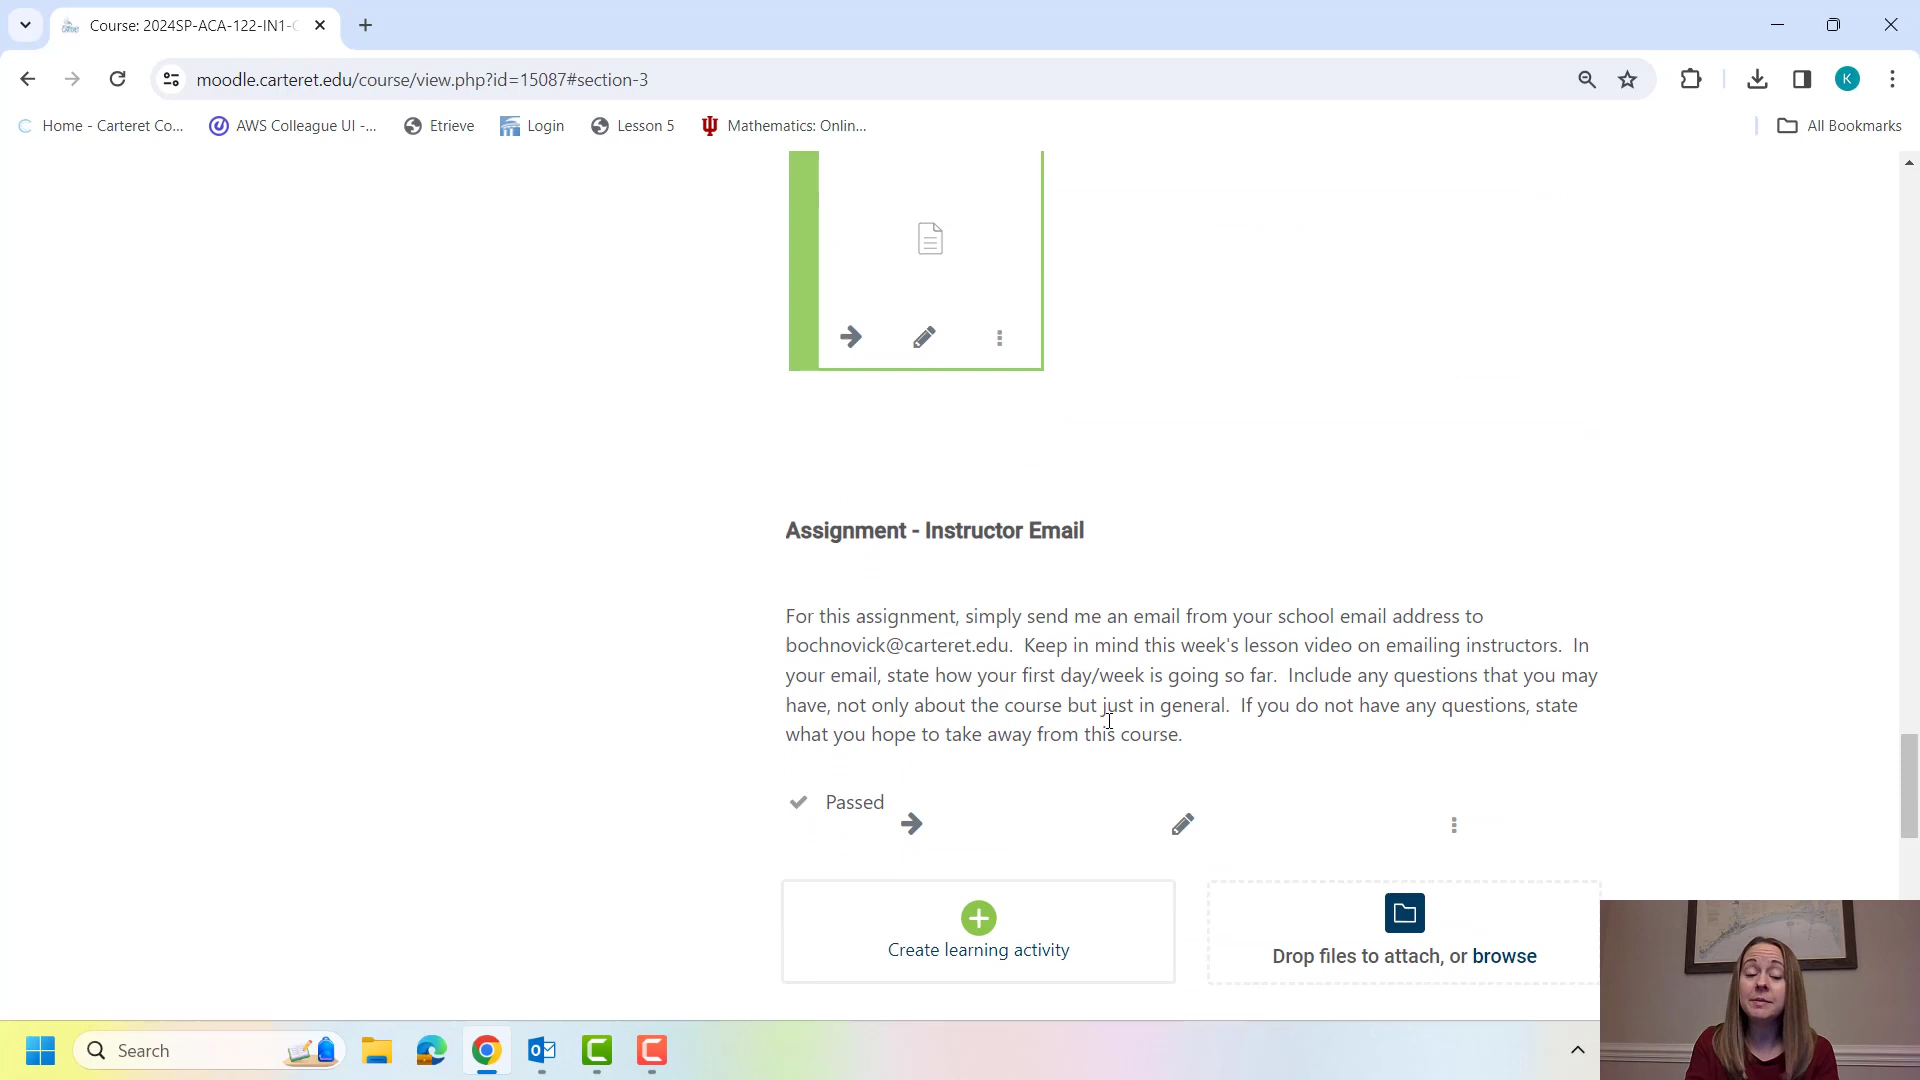 Course: 2024SP-ACA-122-IN1-
moodle.carteret.edu/course/view.php?id=15087#section-3
K
Home - Carteret Co...
AWS Colleague UI -...
Etrieve
Login
Lesson 5
Mathematics: Onlin...
All Bookmarks
Assignment - Instructor Email
For this assignment, simply send me an email from your school email address to
bochnovick@carteret.edu. Keep in mind this week's lesson video on emailing instructors. In
your email, state how your first day/week is going so far. Include any questions that you may
have, not only about the course but just in general. If you do not have any questions, state
what you hope to take away from this course.
Passed
Create learning activity
Drop files to attach, or browse
Search